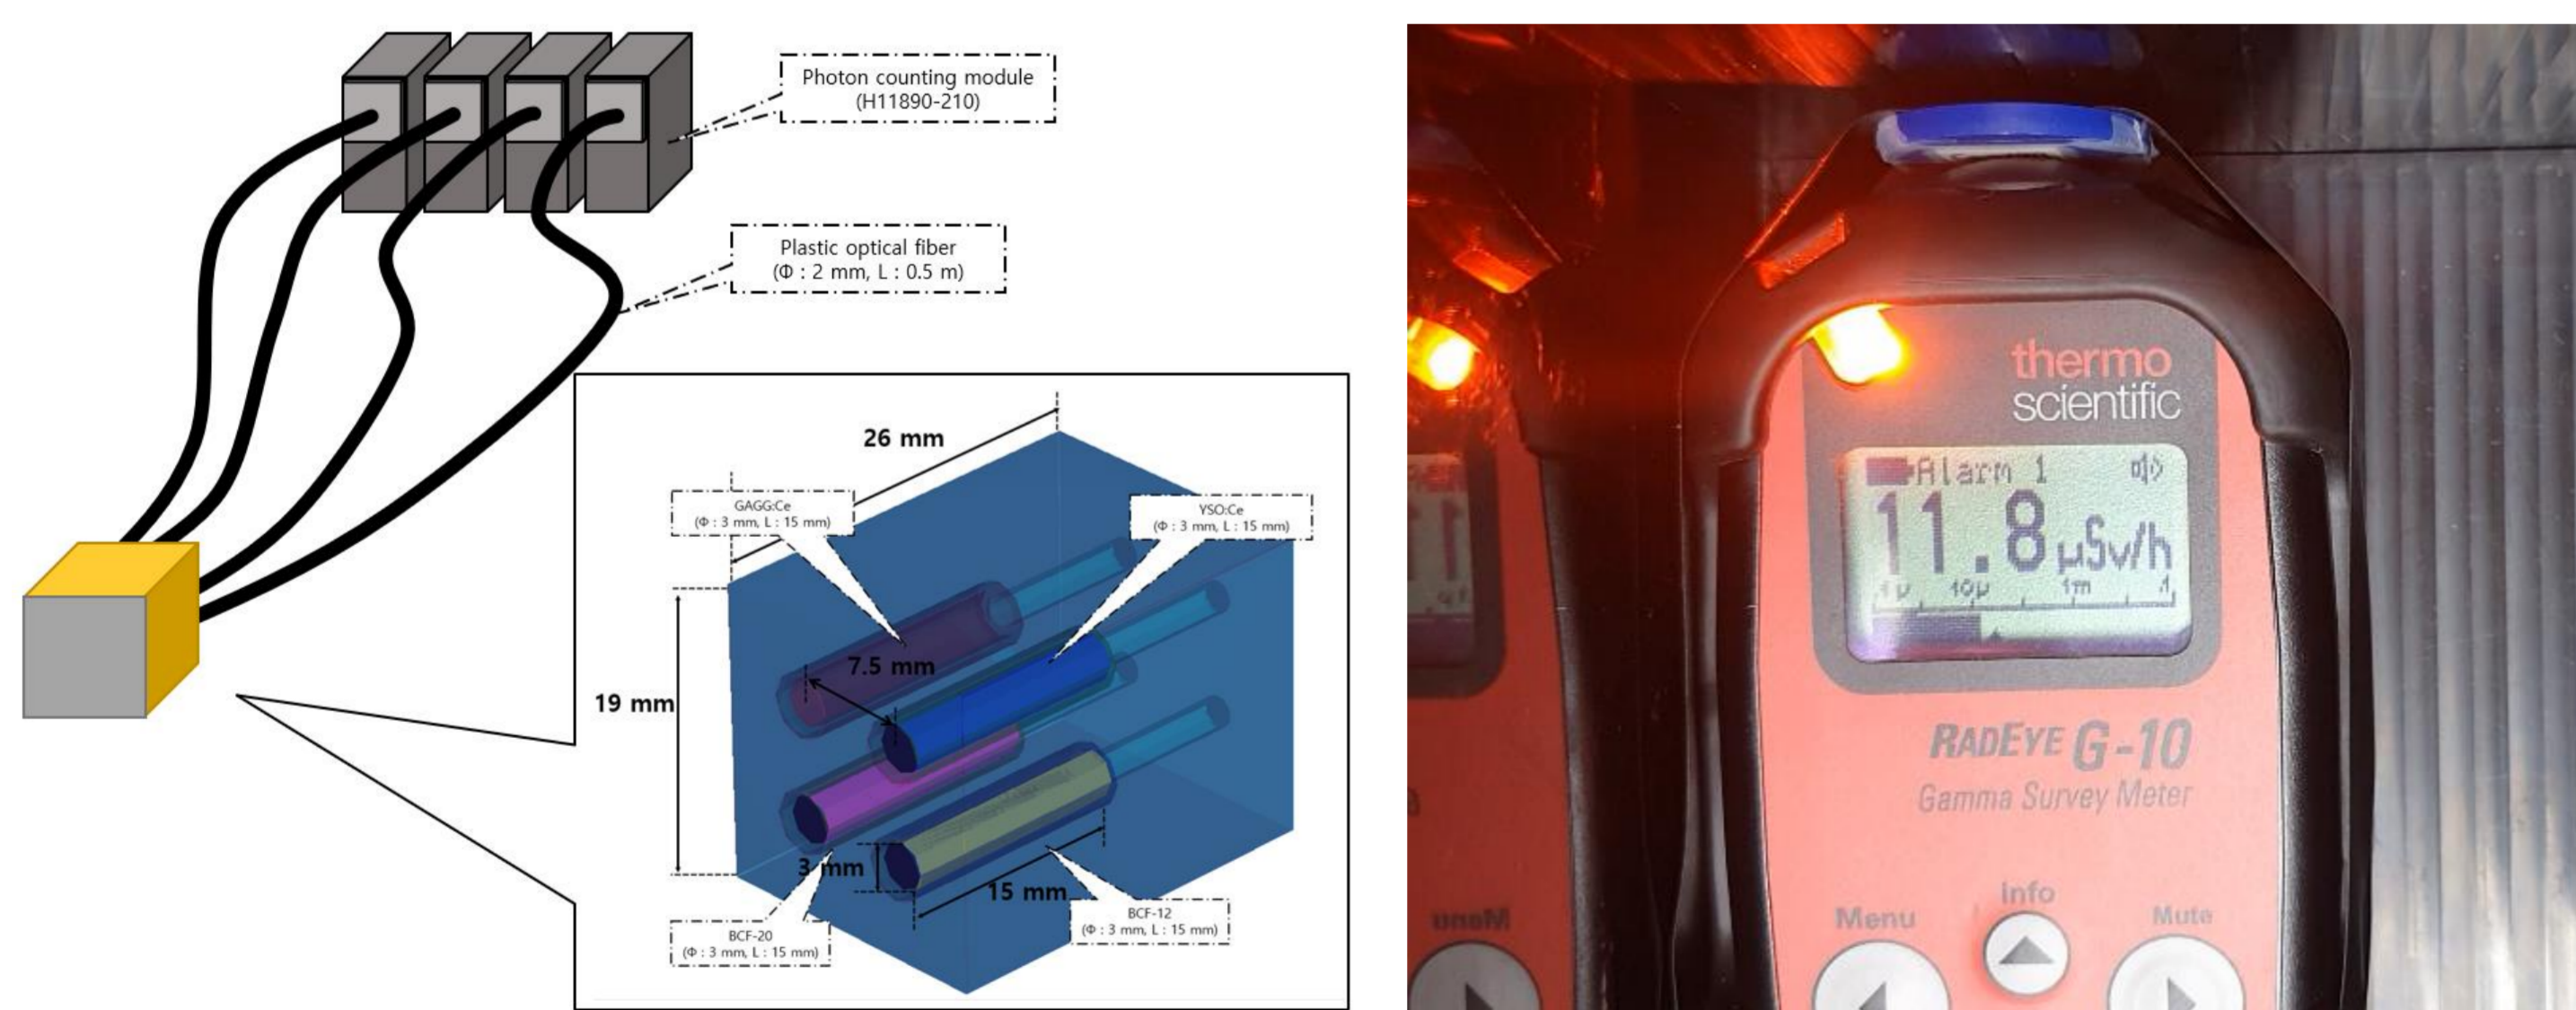 Photon counting module
(H11890-210)
Plastic optical fiber
(Φ : 2 mm, L : 0.5 m)
26 mm
GAGG:Ce
(Φ : 3 mm, L : 15 mm)
YSO:Ce
(Φ : 3 mm, L : 15 mm)
7.5 mm
19 mm
3 mm
15 mm
BCF-20
(Φ : 3 mm, L : 15 mm)
BCF-12
(Φ : 3 mm, L : 15 mm)
thermo
scientific
Alarm 1
11.8 µSv/h
1µ 10µ 1m .1
RADEYE G-10
Gamma Survey Meter
Menu
Info
Mute
Menu